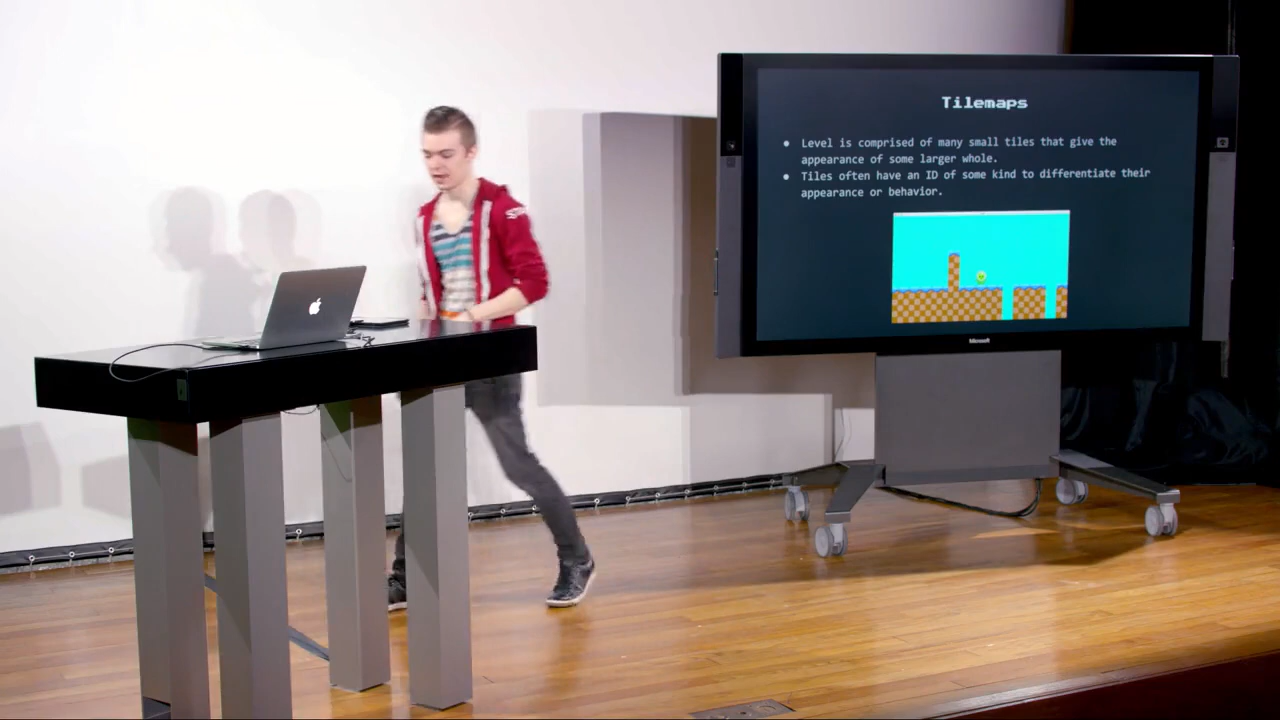 Tilemaps
● Level is comprised of many small tiles that give the
appearance of some larger whole.
● Tiles often have an ID of some kind to differentiate their
appearance or behavior.
Microsoft